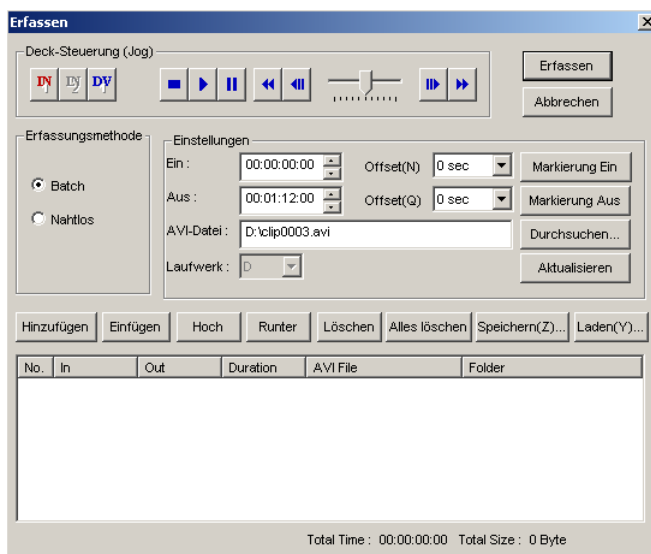 Erfassen
Deck-Steuerung (Jog)
IN 1 IN 2 DV
Erfassen
Abbrechen
Erfassungsmethode
Batch
Nahtlos
Einstellungen
Ein : 00:00:00:00 Offset(N) 0 sec Markierung Ein
Aus : 00:01:12:00 Offset(Q) 0 sec Markierung Aus
AVI-Datei : D:\clip0003.avi Durchsuchen...
Laufwerk : D Aktualisieren
Hinzufügen Einfügen Hoch Runter Löschen Alles löschen Speichern(Z)... Laden(Y)...
No. In Out Duration AVI File Folder
Total Time : 00:00:00:00 Total Size : 0 Byte